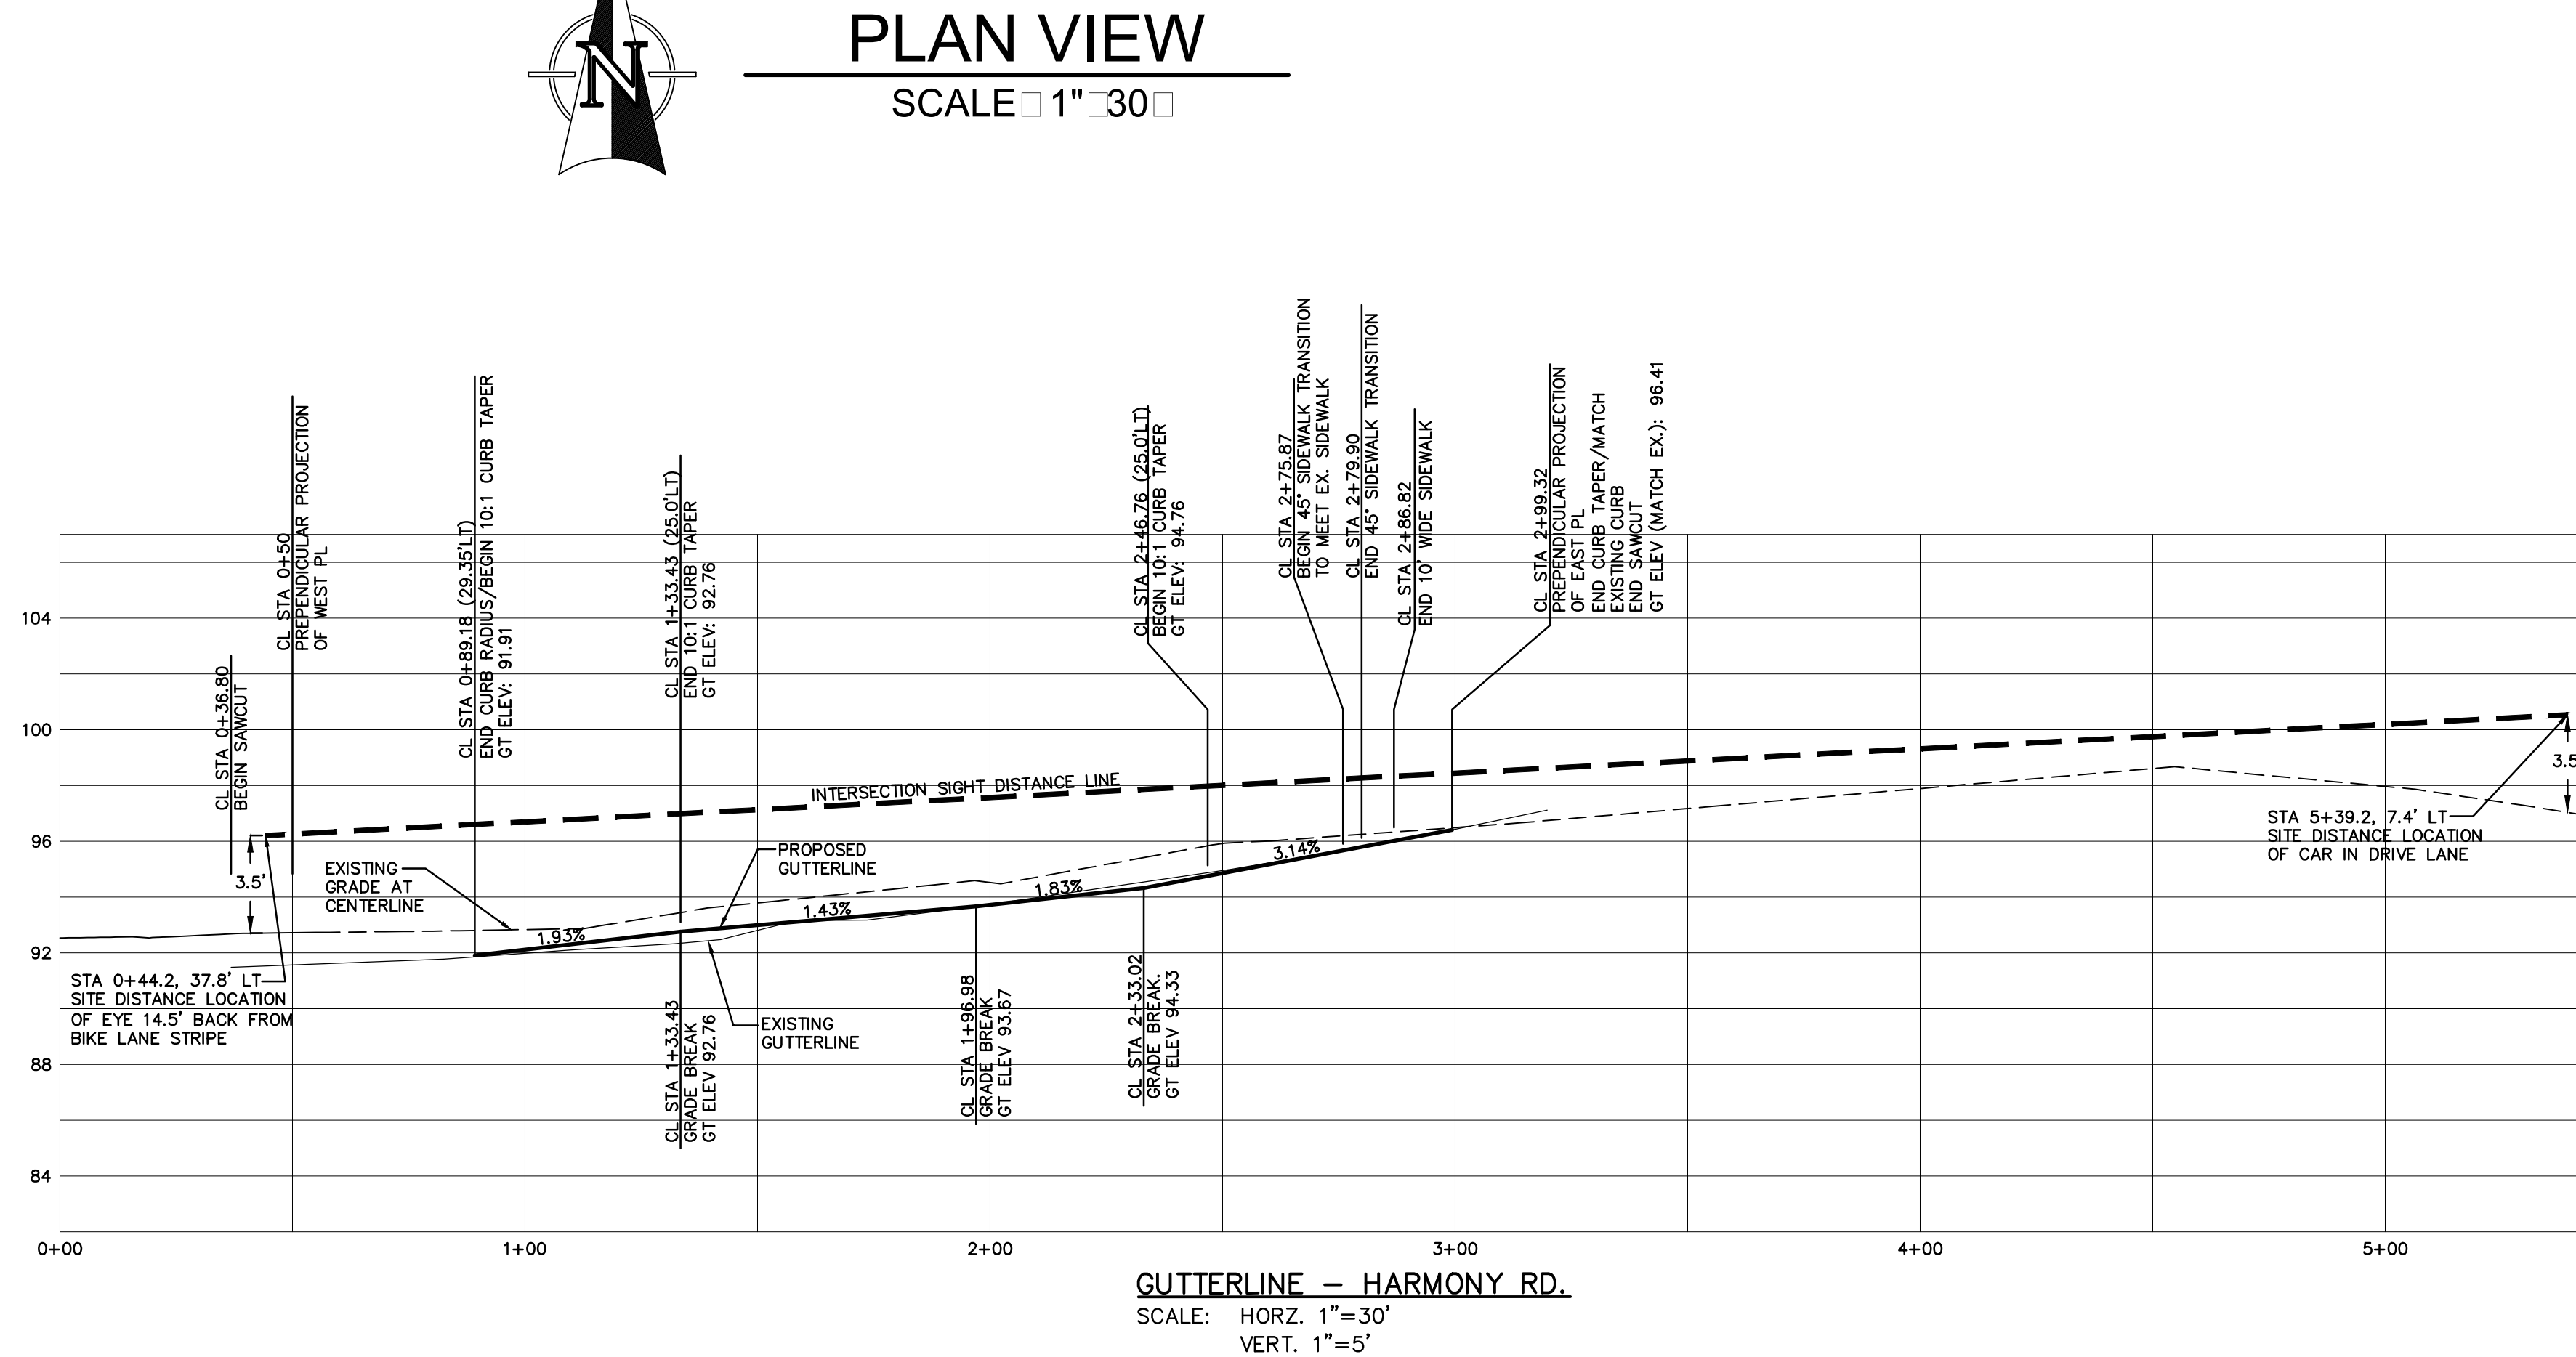 N
PLAN VIEW
SCALE□ 1"□30□
CL STA 0+36.80
BEGIN SAWCUT
CL STA 0+50
PREPENDICULAR PROJECTION
OF WEST PL
CL STA 0+89.18 (29.35'LT)
END CURB RADIUS/BEGIN 10:1 CURB TAPER
GT ELEV: 91.91
CL STA 1+33.43 (25.0'LT)
END 10:1 CURB TAPER
GT ELEV: 92.76
CL STA 2+46.76 (25.0'LT)
BEGIN 10:1 CURB TAPER
GT ELEV: 94.76
CL STA 2+75.87
BEGIN 45° SIDEWALK TRANSITION
TO MEET EX. SIDEWALK
CL STA 2+79.90
END 45° SIDEWALK TRANSITION
CL STA 2+86.82
END 10' WIDE SIDEWALK
CL STA 2+99.32
PREPENDICULAR PROJECTION
OF EAST PL
END CURB TAPER/MATCH
EXISTING CURB
END SAWCUT
GT ELEV (MATCH EX.): 96.41
104
100
96
92
88
84
INTERSECTION SIGHT DISTANCE LINE
3.5'
3.5
EXISTING
GRADE AT
CENTERLINE
PROPOSED
GUTTERLINE
1.93%
1.43%
1.83%
3.14%
STA 5+39.2, 7.4' LT
SITE DISTANCE LOCATION
OF CAR IN DRIVE LANE
STA 0+44.2, 37.8' LT
SITE DISTANCE LOCATION
OF EYE 14.5' BACK FROM
BIKE LANE STRIPE
EXISTING
GUTTERLINE
CL STA 1+33.43
GRADE BREAK
GT ELEV 92.76
CL STA 1+96.98
GRADE BREAK
GT ELEV 93.67
CL STA 2+33.02
GRADE BREAK.
GT ELEV 94.33
0+00 1+00 2+00 3+00 4+00 5+00
GUTTERLINE – HARMONY RD.
SCALE: HORZ. 1"=30'
VERT. 1"=5'